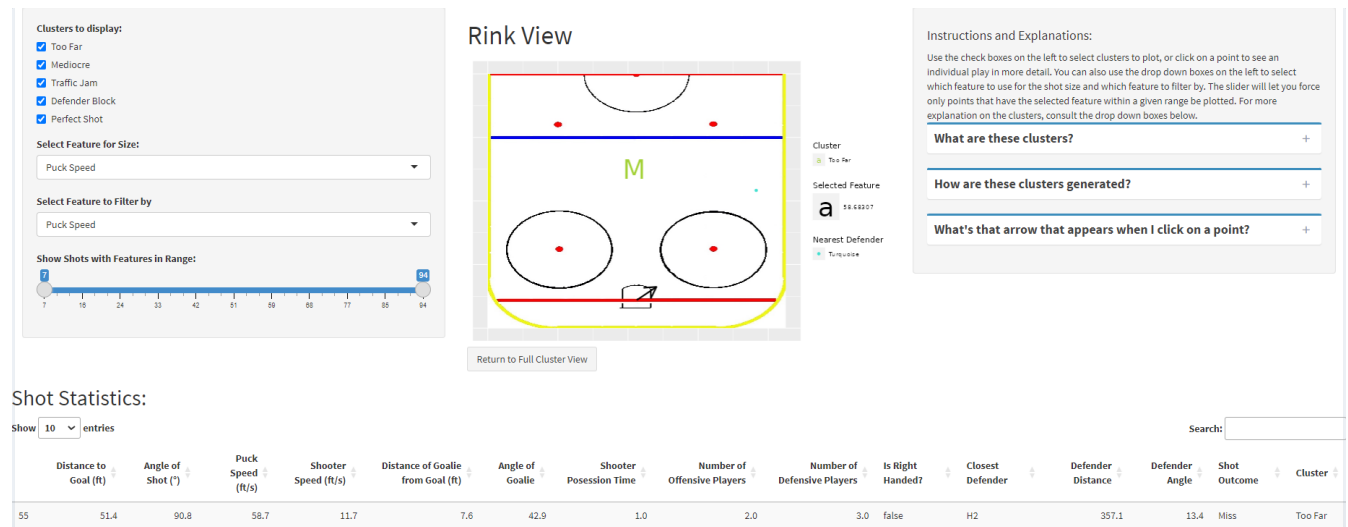 Clusters to display:
Too Far
Mediocre
Traffic Jam
Defender Block
Perfect Shot
Select Feature for Size:
Puck Speed
Select Feature to Filter by
Puck Speed
Show Shots with Features in Range:
7 94
7 16 24 33 42 51 59 68 77 85 94
Rink View
M
Cluster
Too Far
Selected Feature
a 58.68307
Nearest Defender
Turquoise
Return to Full Cluster View
Instructions and Explanations:
Use the check boxes on the left to select clusters to plot, or click on a point to see an
individual play in more detail. You can also use the drop down boxes on the left to select
which feature to use for the shot size and which feature to filter by. The slider will let you force
only points that have the selected feature within a given range be plotted. For more
explanation on the clusters, consult the drop down boxes below.
What are these clusters? +
How are these clusters generated? +
What's that arrow that appears when I click on a point? +
Shot Statistics:
Show 10 entries
Search:
Distance to Goal (ft) Angle of Shot (°) Puck Speed (ft/s) Shooter Speed (ft/s) Distance of Goalie from Goal (ft) Angle of Goalie Shooter Posession Time Number of Offensive Players Number of Defensive Players Is Right Handed? Closest Defender Defender Distance Defender Angle Shot Outcome Cluster
55 51.4 90.8 58.7 11.7 7.6 42.9 1.0 2.0 3.0 false H2 357.1 13.4 Miss Too Far